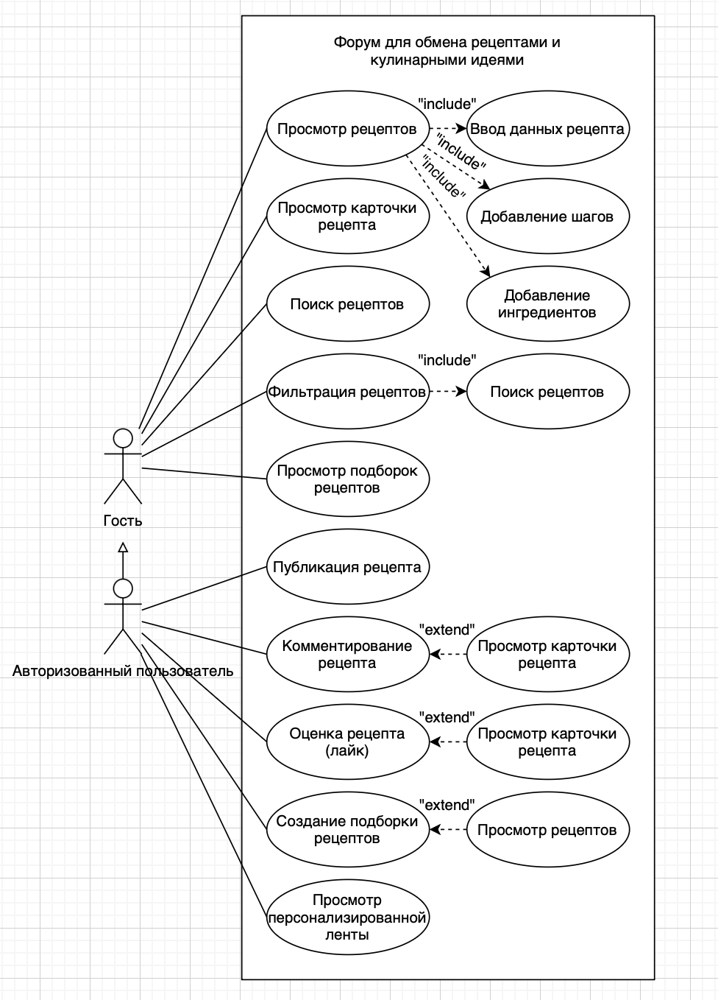 Форум для обмена рецептами и
кулинарными идеями
Просмотр рецептов
"include"
Ввод данных рецепта
"include"
"include"
Просмотр карточки
рецепта
Добавление шагов
Поиск рецептов
Добавление
ингредиентов
Фильтрация рецептов
"include"
Поиск рецептов
Просмотр подборок
рецептов
Гость
Публикация рецепта
Комментирование
рецепта
"extend"
Просмотр карточки
рецепта
Авторизованный пользователь
Оценка рецепта
(лайк)
"extend"
Просмотр карточки
рецепта
Создание подборки
рецептов
"extend"
Просмотр рецептов
Просмотр
персонализированной
ленты